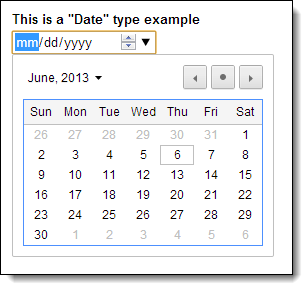 This is a "Date" type example
mm/dd/yyyy
June, 2013
Sun Mon Tue Wed Thu Fri Sat
26 27 28 29 30 31 1
2 3 4 5 6 7 8
9 10 11 12 13 14 15
16 17 18 19 20 21 22
23 24 25 26 27 28 29
30 1 2 3 4 5 6